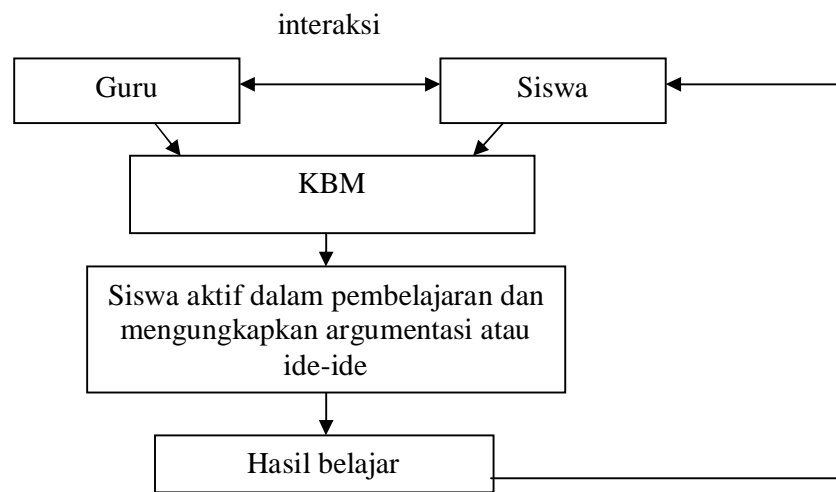 interaksi
Guru
Siswa
KBM
Siswa aktif dalam pembelajaran dan
mengungkapkan argumentasi atau
ide-ide
Hasil belajar